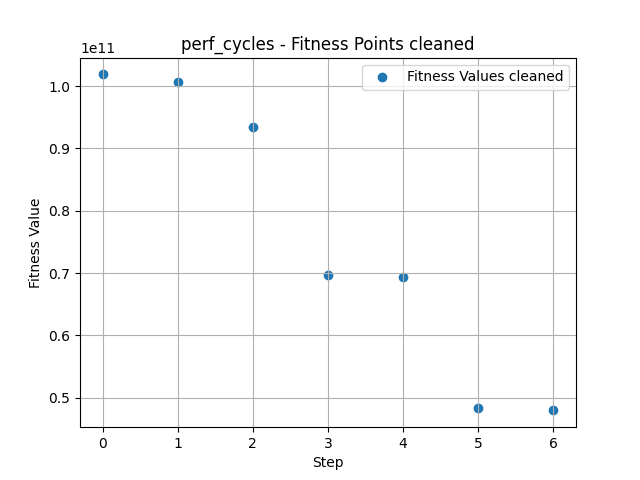 perf_cycles - Fitness Points cleaned
1e11
Fitness Values cleaned
1.0
0.9
0.8
0.7
0.6
0.5
Fitness Value
0 1 2 3 4 5 6
Step